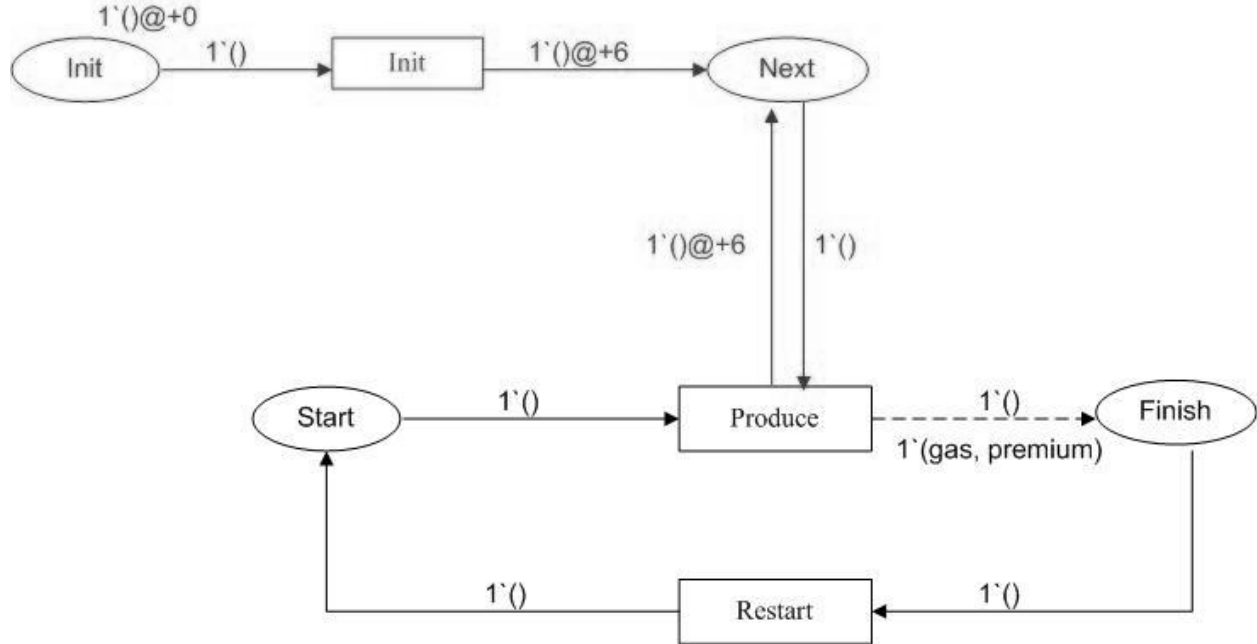 1`()@+0
Init
1`()
Init
1`()@+6
Next
1`()@+6
1`()
Start
1`()
Produce
1`()
1`(gas, premium)
Finish
1`()
Restart
1`()